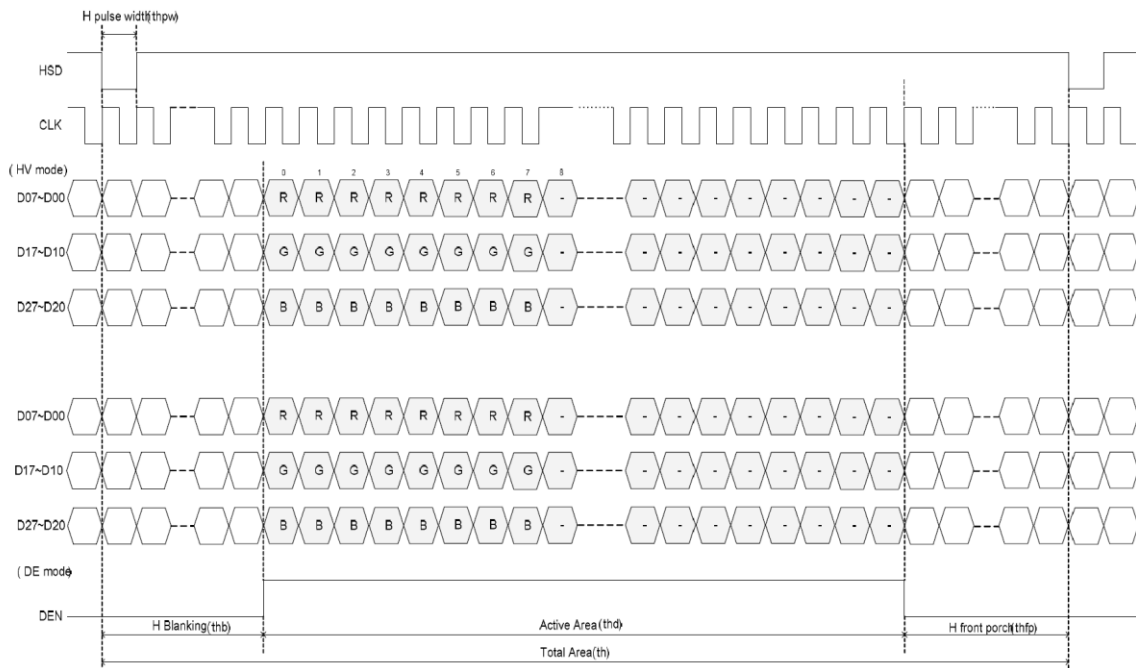 H pulse width(thpw)
HSD
CLK
( HV mode)
0 1 2 3 4 5 6 7 8
D07~D00 R R R R R R R R - - - - - - - - -
D17~D10 G G G G G G G G - - - - - - - - -
D27~D20 B B B B B B B B - - - - - - - - -
D07~D00 R R R R R R R R - - - - - - - - -
D17~D10 G G G G G G G G - - - - - - - - -
D27~D20 B B B B B B B B - - - - - - - - -
( DE mode)
DEN
H Blanking(thb) Active Area(thd) H front porch(thfp)
Total Area(th)